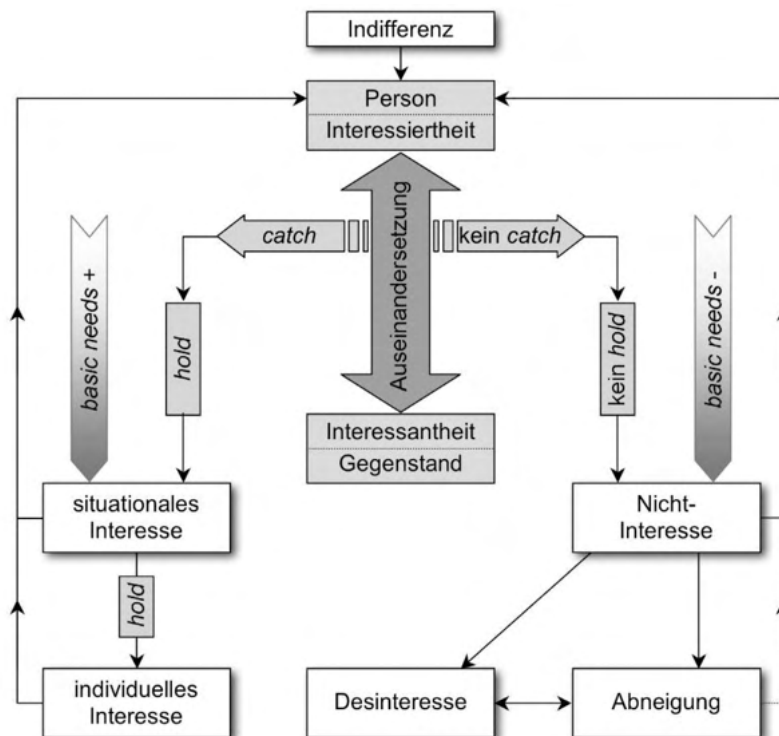 Indifferenz
Person
Interessiertheit
Auseinandersetzung
catch
kein catch
basic needs +
hold
kein hold
basic needs -
Interessantheit
Gegenstand
situationales
Interesse
Nicht-
Interesse
hold
individuelles
Interesse
Desinteresse
Abneigung